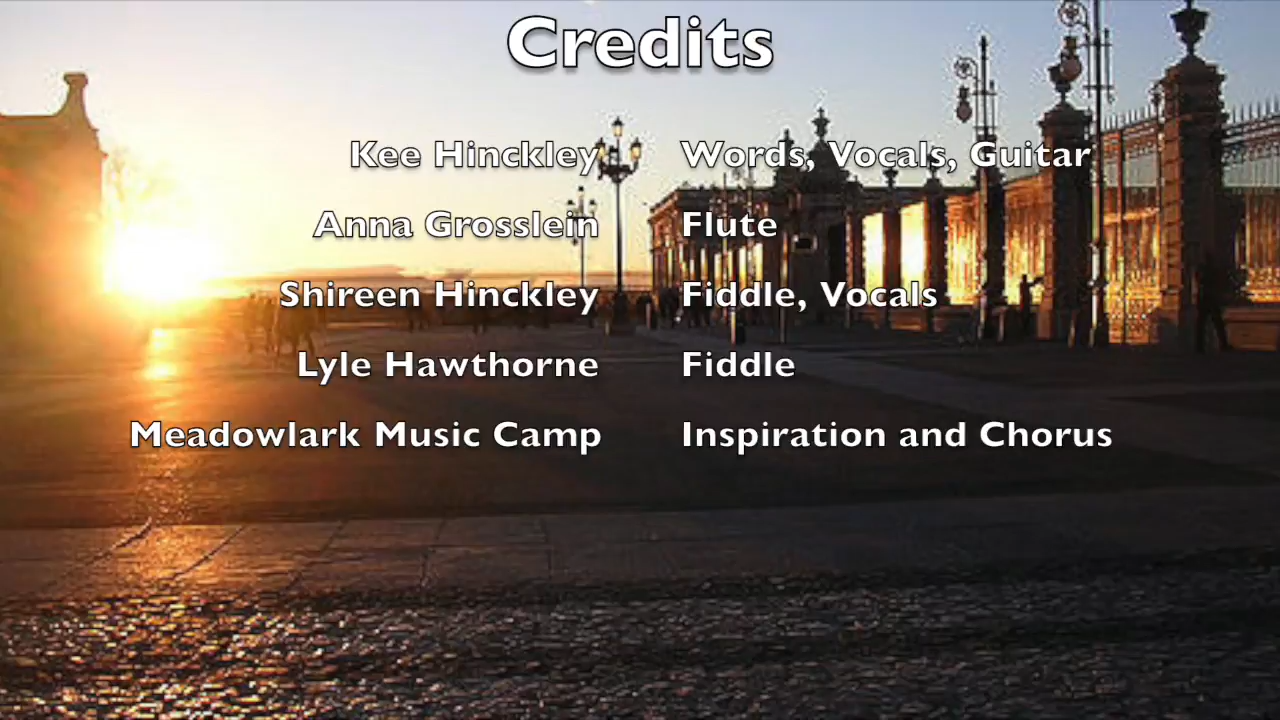 Credits
Kee Hinckley Words, Vocals, Guitar
Anna Grosslein Flute
Shireen Hinckley Fiddle, Vocals
Lyle Hawthorne Fiddle
Meadowlark Music Camp Inspiration and Chorus